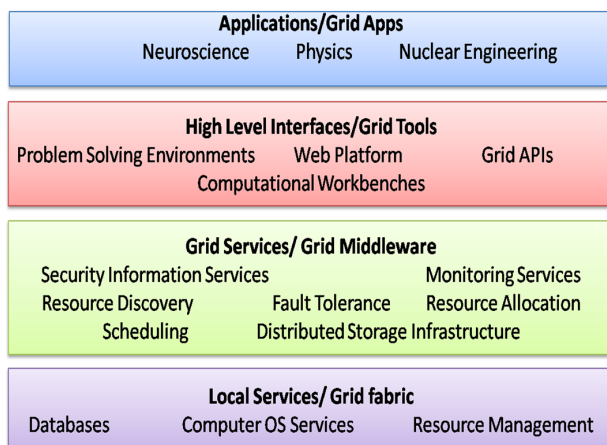 Applications/Grid Apps
Neuroscience Physics Nuclear Engineering
High Level Interfaces/Grid Tools
Problem Solving Environments Web Platform Grid APIs
Computational Workbenches
Grid Services/ Grid Middleware
Security Information Services Monitoring Services
Resource Discovery Fault Tolerance Resource Allocation
Scheduling Distributed Storage Infrastructure
Local Services/ Grid fabric
Databases Computer OS Services Resource Management